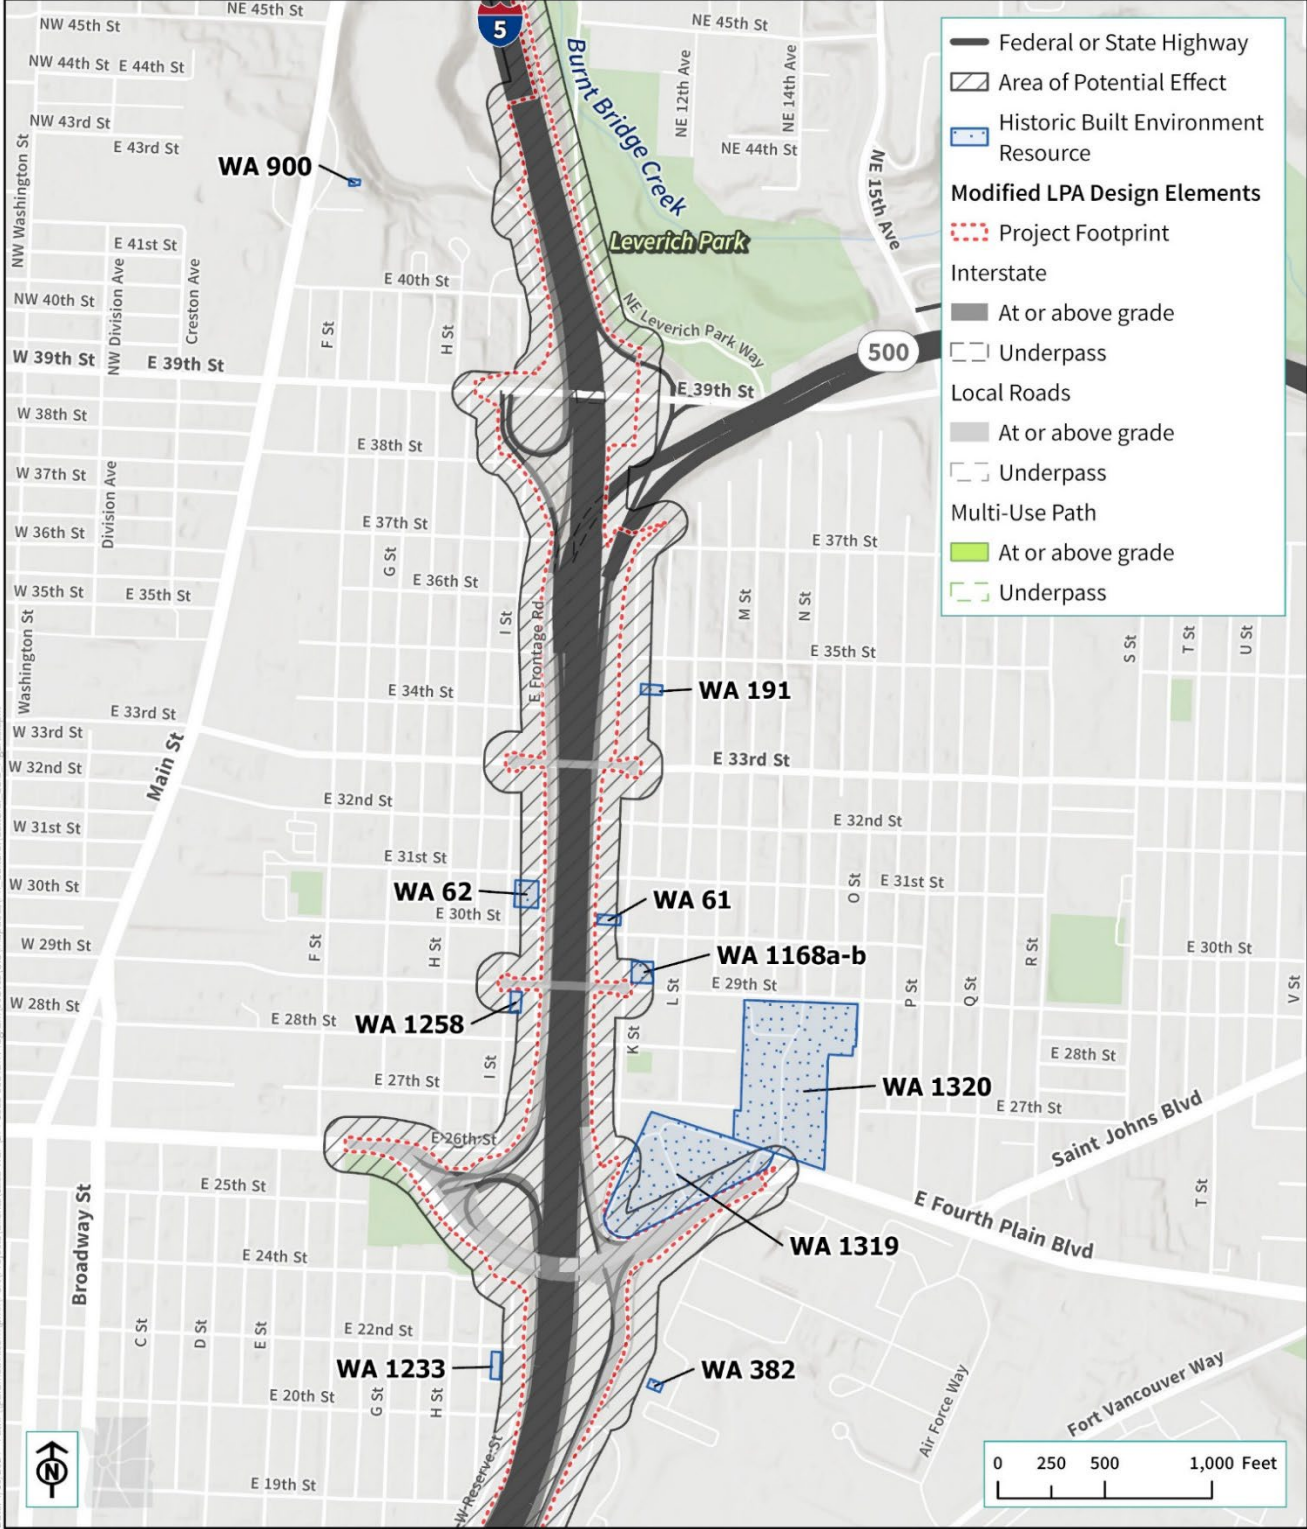 5
NE 45th St
NW 45th St
NE 45th St
NW 44th St
E 44th St
NW 43rd St
E 43rd St
NW Washington St
WA 900
Burnt Bridge Creek
Leverich Park
NE 12th Ave
NE 14th Ave
NE 44th St
NE 15th Ave
E 41st St
NW 40th St
NW Division Ave
Creston Ave
E 40th St
F St
H St
NE Leverich Park Way
500
W 39th St
E 39th St
E 39th St
W 38th St
E 38th St
W 37th St
Division Ave
E 37th St
E 37th St
W 36th St
G St
E 36th St
W 35th St
E 35th St
Washington St
I St
E Frontage Rd
M St
N St
E 35th St
S St
T St
U St
E 34th St
WA 191
E 33rd St
W 33rd St
W 32nd St
E 33rd St
Main St
E 32nd St
E 32nd St
W 31st St
E 31st St
E 31st St
W 30th St
WA 62
WA 61
O St
E 30th St
E 30th St
W 29th St
F St
H St
R St
WA 1168a-b
W 28th St
E 29th St
L St
P St
Q St
V St
E 28th St
WA 1258
K St
E 28th St
I St
E 27th St
WA 1320
E 27th St
Saint Johns Blvd
E 26th St
E 25th St
T St
E Fourth Plain Blvd
Broadway St
E 24th St
WA 1319
C St
D St
E St
E 22nd St
WA 1233
WA 382
E 20th St
G St
H St
Air Force Way
Fort Vancouver Way
W Reserve St
E 19th St
N
Federal or State Highway
Area of Potential Effect
Historic Built Environment
Resource
Modified LPA Design Elements
Project Footprint
Interstate
At or above grade
Underpass
Local Roads
At or above grade
Underpass
Multi-Use Path
At or above grade
Underpass
0 250 500 1,000 Feet